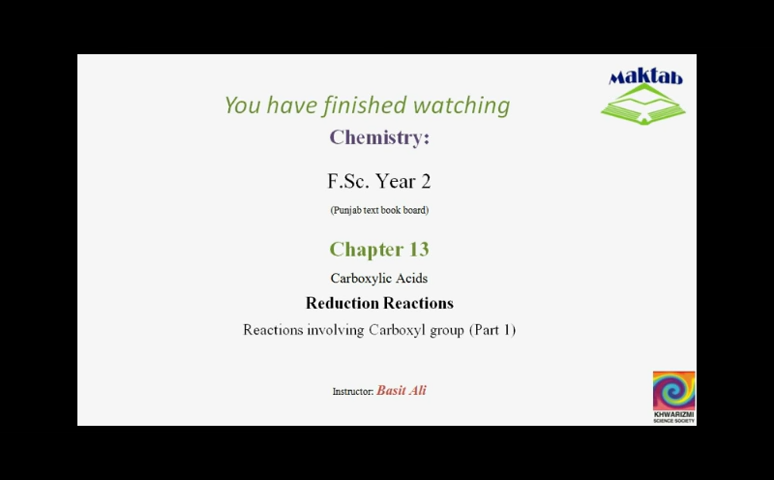 Maktab
You have finished watching
Chemistry:
F.Sc. Year 2
(Punjab text book board)
Chapter 13
Carboxylic Acids
Reduction Reactions
Reactions involving Carboxyl group (Part 1)
Instructor: Basit Ali
KHWARIZMI
SCIENCE SOCIETY